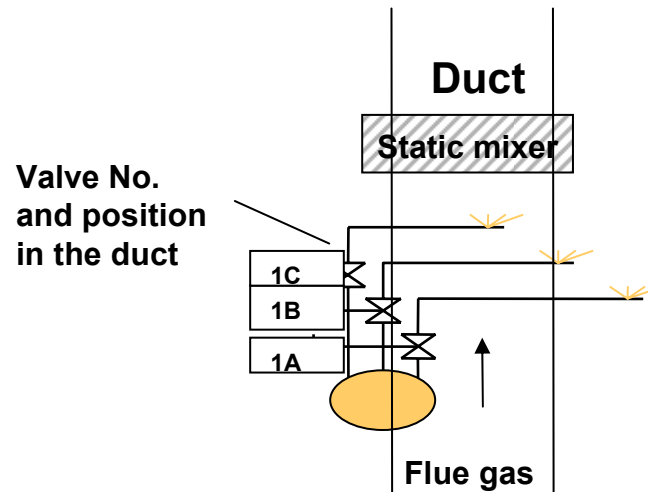 Duct
Static mixer
Valve No.
and position
in the duct
1C
1B
1A
Flue gas